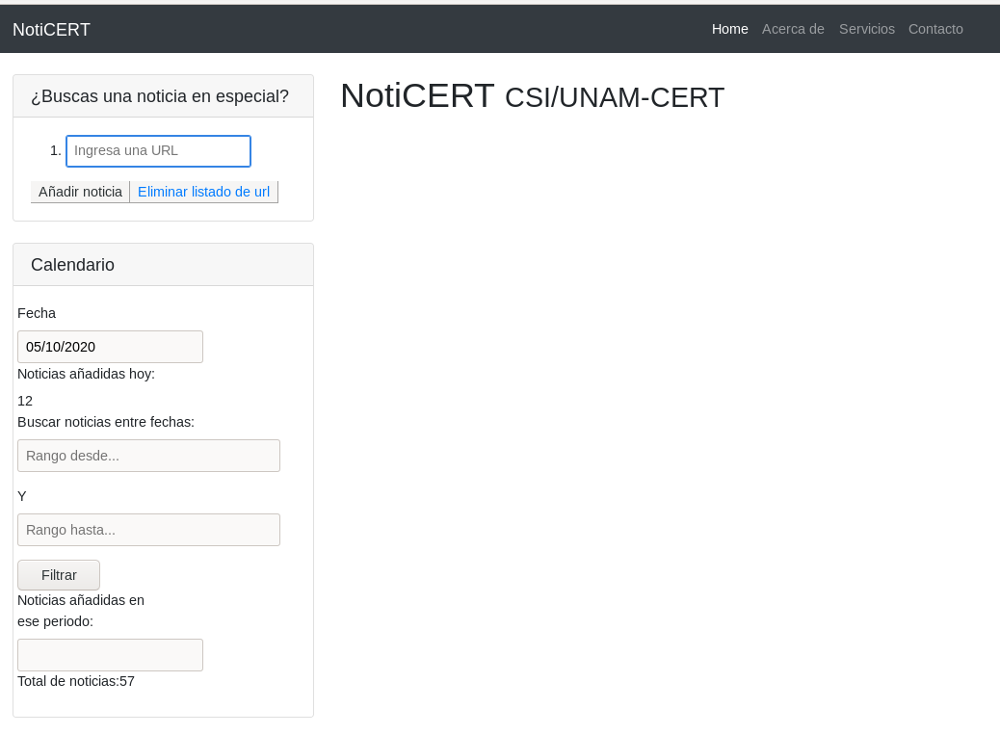 NotiCERT
Home Acerca de Servicios Contacto
¿Buscas una noticia en especial?
1. Ingresa una URL
Añadir noticia Eliminar listado de url
Calendario
Fecha
05/10/2020
Noticias añadidas hoy:
12
Buscar noticias entre fechas:
Rango desde...
Y
Rango hasta...
Filtrar
Noticias añadidas en
ese periodo:
Total de noticias:57
NotiCERT CSI/UNAM-CERT